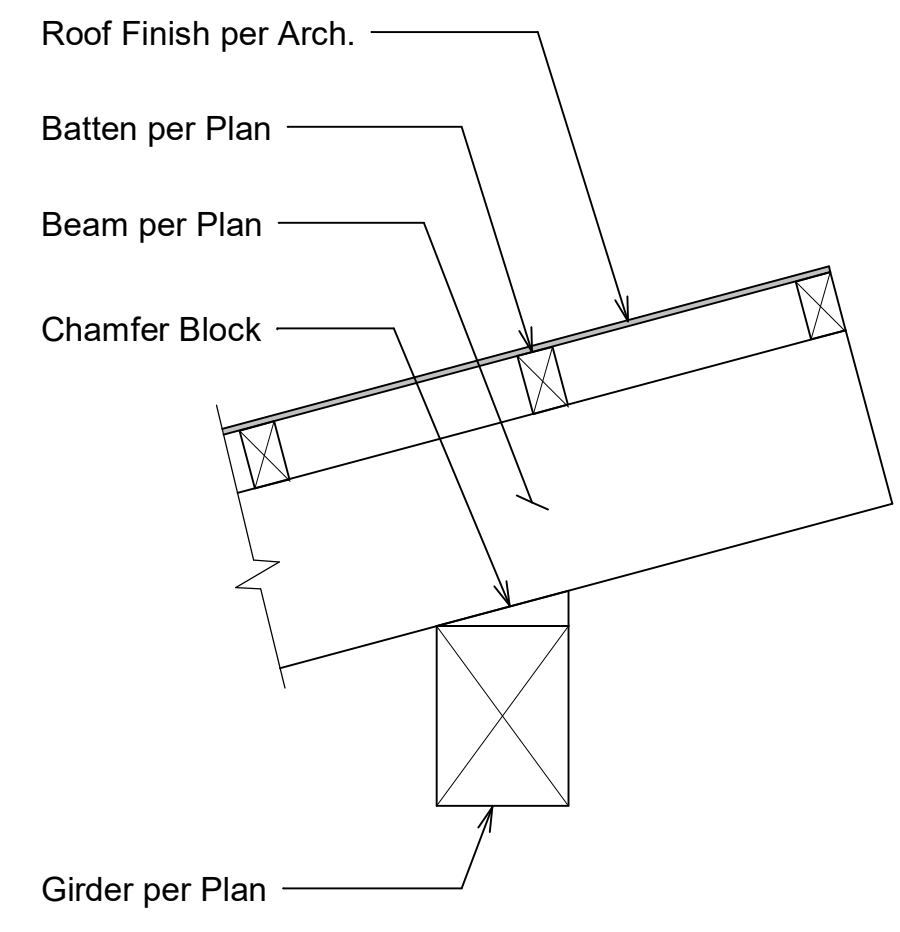 Roof Finish per Arch.
Batten per Plan
Beam per Plan
Chamfer Block
Girder per Plan